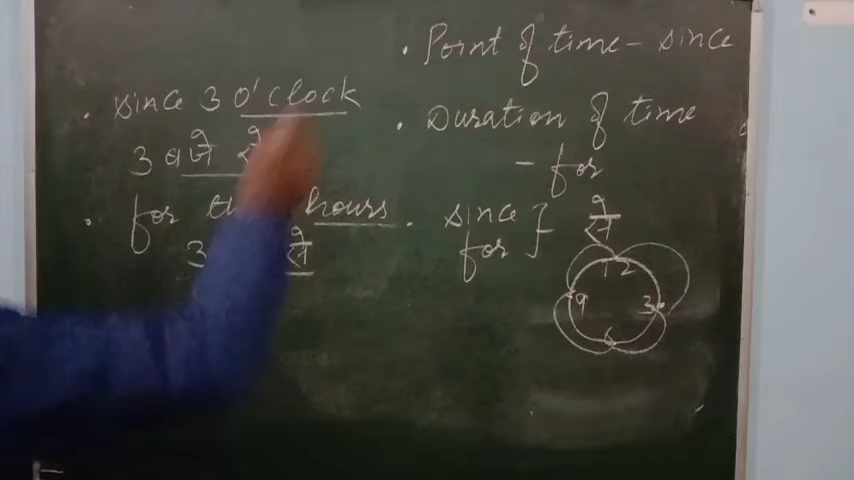 • Point of time - since
• since 3 o'clock
3 बजे से
• Duration of time
- for
• for hours
3 से
• since } - से
for
12
9 3
6